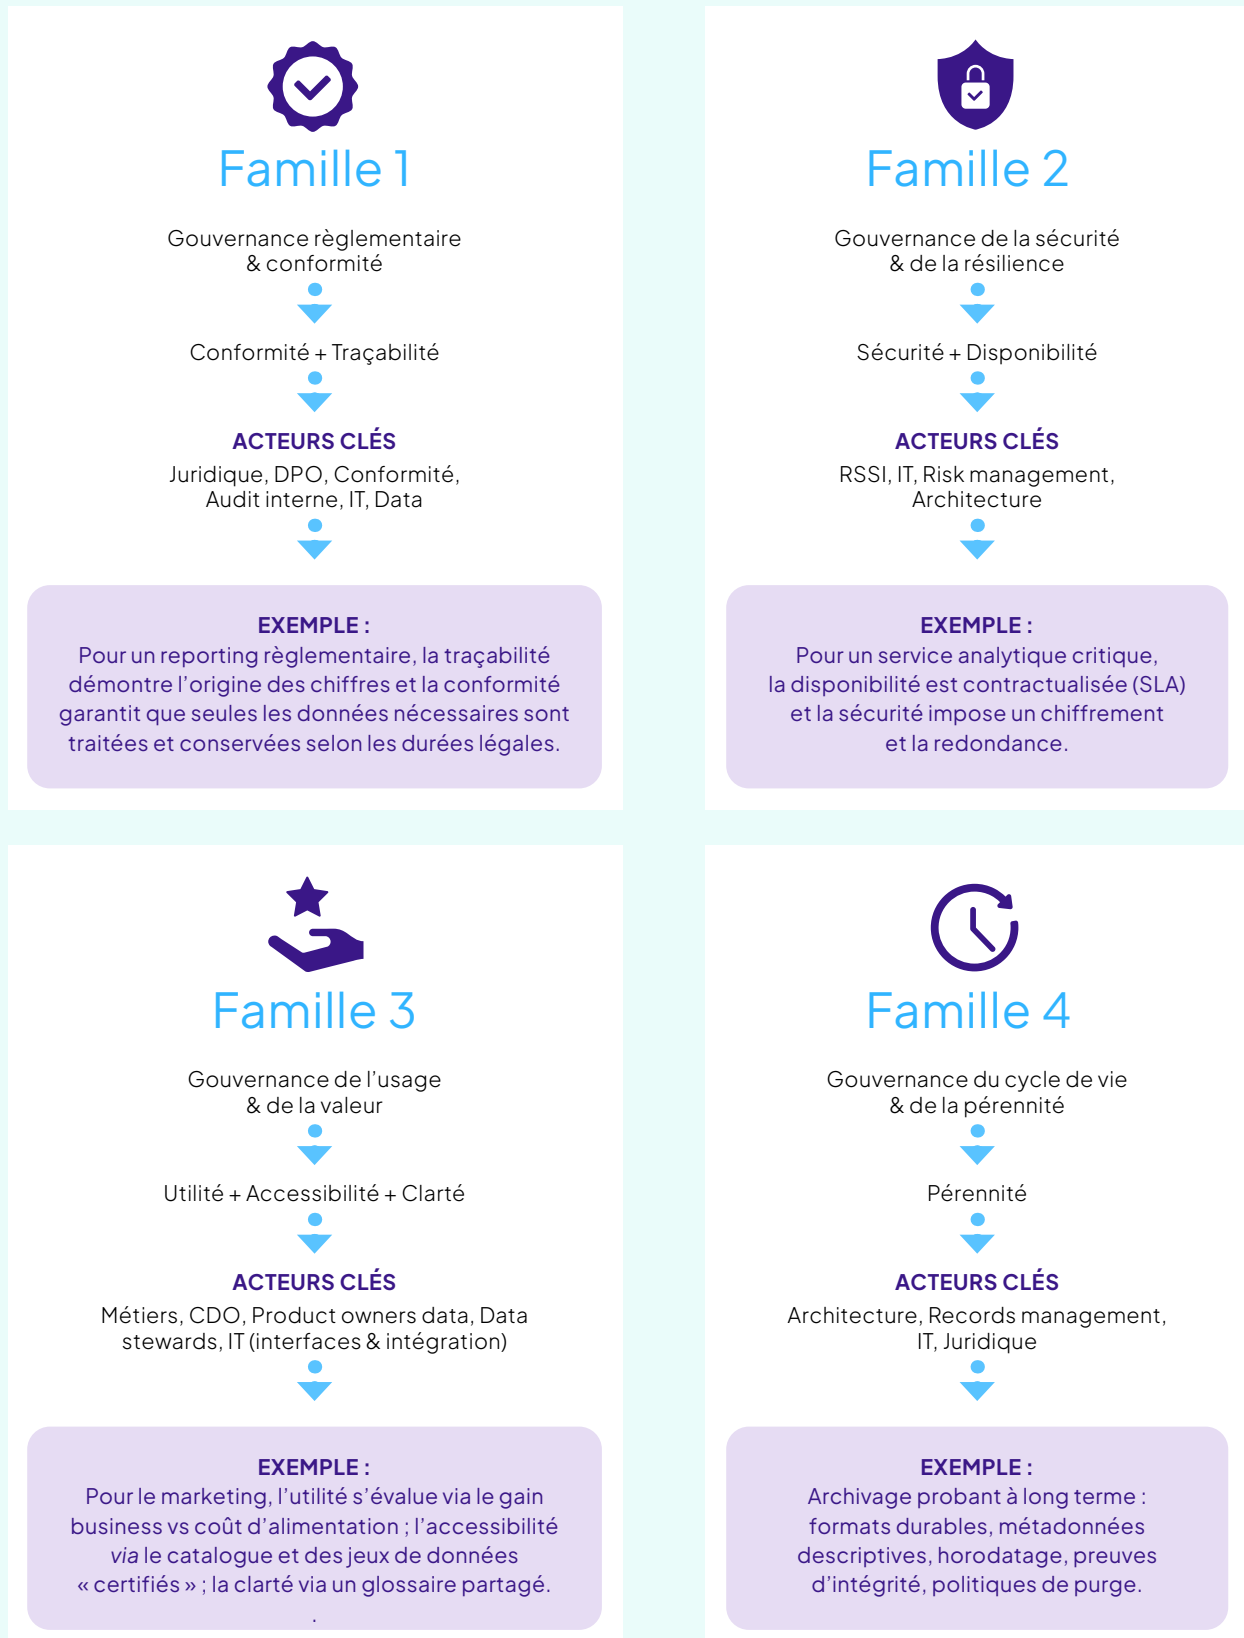 Famille 1
Gouvernance règlementaire
& conformité
Conformité + Traçabilité
ACTEURS CLÉS
Juridique, DPO, Conformité,
Audit interne, IT, Data
EXEMPLE :
Pour un reporting règlementaire, la traçabilité
démontre l’origine des chiffres et la conformité
garantit que seules les données nécessaires sont
traitées et conservées selon les durées légales.
Famille 2
Gouvernance de la sécurité
& de la résilience
Sécurité + Disponibilité
ACTEURS CLÉS
RSSI, IT, Risk management,
Architecture
EXEMPLE :
Pour un service analytique critique,
la disponibilité est contractualisée (SLA)
et la sécurité impose un chiffrement
et la redondance.
Famille 3
Gouvernance de l’usage
& de la valeur
Utilité + Accessibilité + Clarté
ACTEURS CLÉS
Métiers, CDO, Product owners data, Data
stewards, IT (interfaces & intégration)
EXEMPLE :
Pour le marketing, l’utilité s’évalue via le gain
business vs coût d’alimentation ; l’accessibilité
via le catalogue et des jeux de données
« certifiés » ; la clarté via un glossaire partagé.
.
Famille 4
Gouvernance du cycle de vie
& de la pérennité
Pérennité
ACTEURS CLÉS
Architecture, Records management,
IT, Juridique
EXEMPLE :
Archivage probant à long terme :
formats durables, métadonnées
descriptives, horodatage, preuves
d’intégrité, politiques de purge.